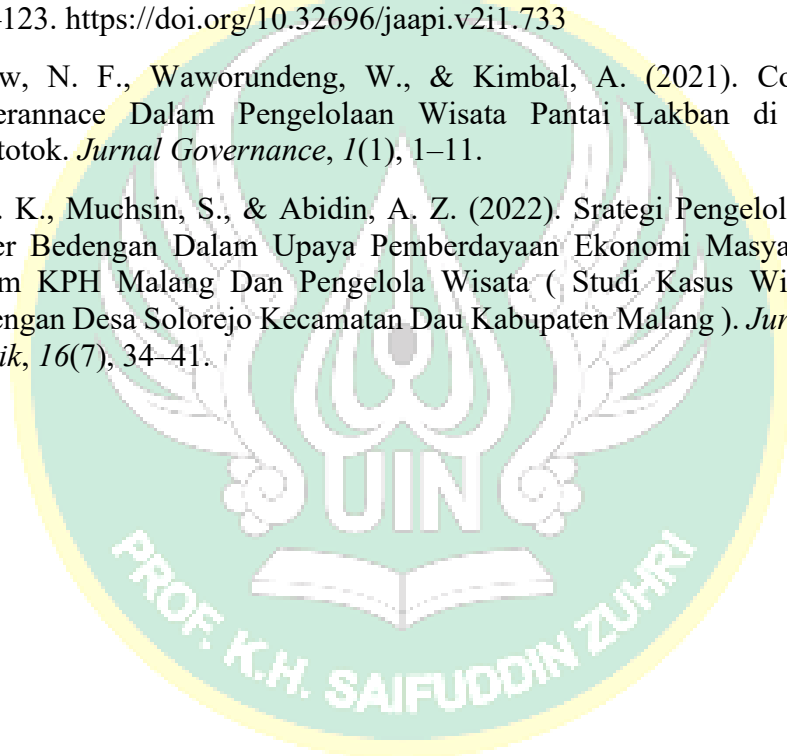 -123. https://doi.org/10.32696/jaapi.v2i1.733
w, N. F., Waworundeng, W., & Kimbal, A. (2021). Co
erannace Dalam Pengelolaan Wisata Pantai Lakban di
totok. Jurnal Governance, 1(1), 1–11.
. K., Muchsin, S., & Abidin, A. Z. (2022). Srategi Pengelol
er Bedengan Dalam Upaya Pemberdayaan Ekonomi Masya
m KPH Malang Dan Pengelola Wisata ( Studi Kasus Wi
engan Desa Solorejo Kecamatan Dau Kabupaten Malang ). Jur
ik, 16(7), 34–41.
UIN
PROF. K.H. SAIFUDDIN ZUHRI